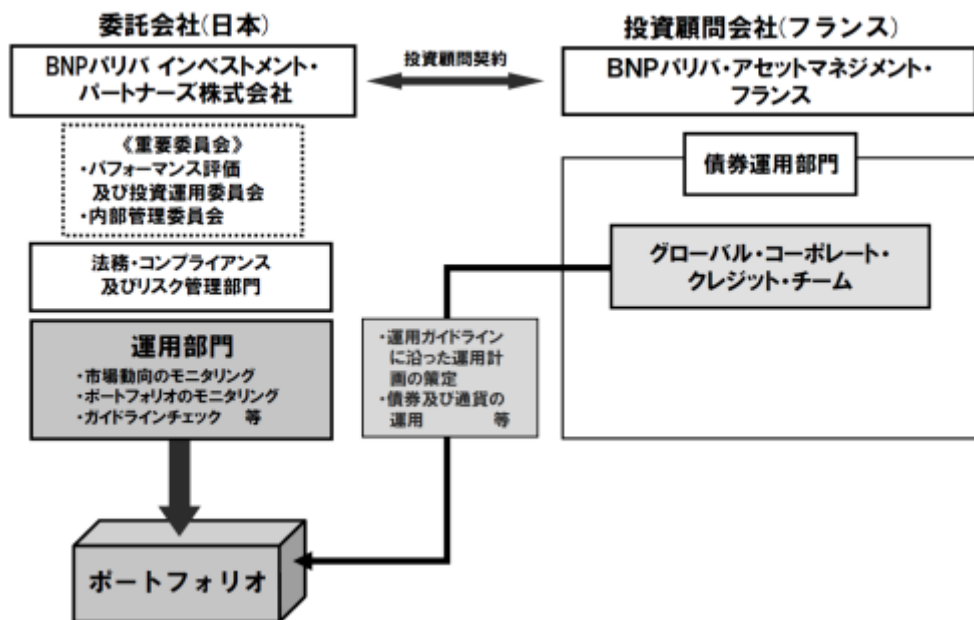 委託会社(日本)
BNPパリバ インベストメント・
パートナーズ株式会社
投資顧問契約
投資顧問会社(フランス)
BNPパリバ・アセットマネジメント・
フランス
《重要委員会》
・パフォーマンス評価
及び投資運用委員会
・内部管理委員会
法務・コンプライアンス
及びリスク管理部門
運用部門
・市場動向のモニタリング
・ポートフォリオのモニタリング
・ガイドラインチェック 等
債券運用部門
グローバル・コーポレート・
クレジット・チーム
・運用ガイドライン
に沿った運用計
画の策定
・債券及び通貨の
運用 等
ポートフォリオ